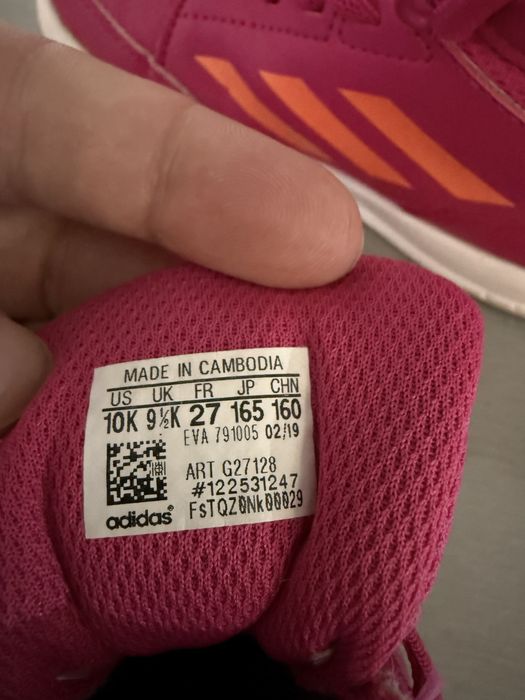 MADE IN CAMBODIA
US UK FR JP CHN
10K 9½K 27 165 160
EVA 791005 02/19
ART G27128
#122531247
FsTQZ0Nk00029
adidas®